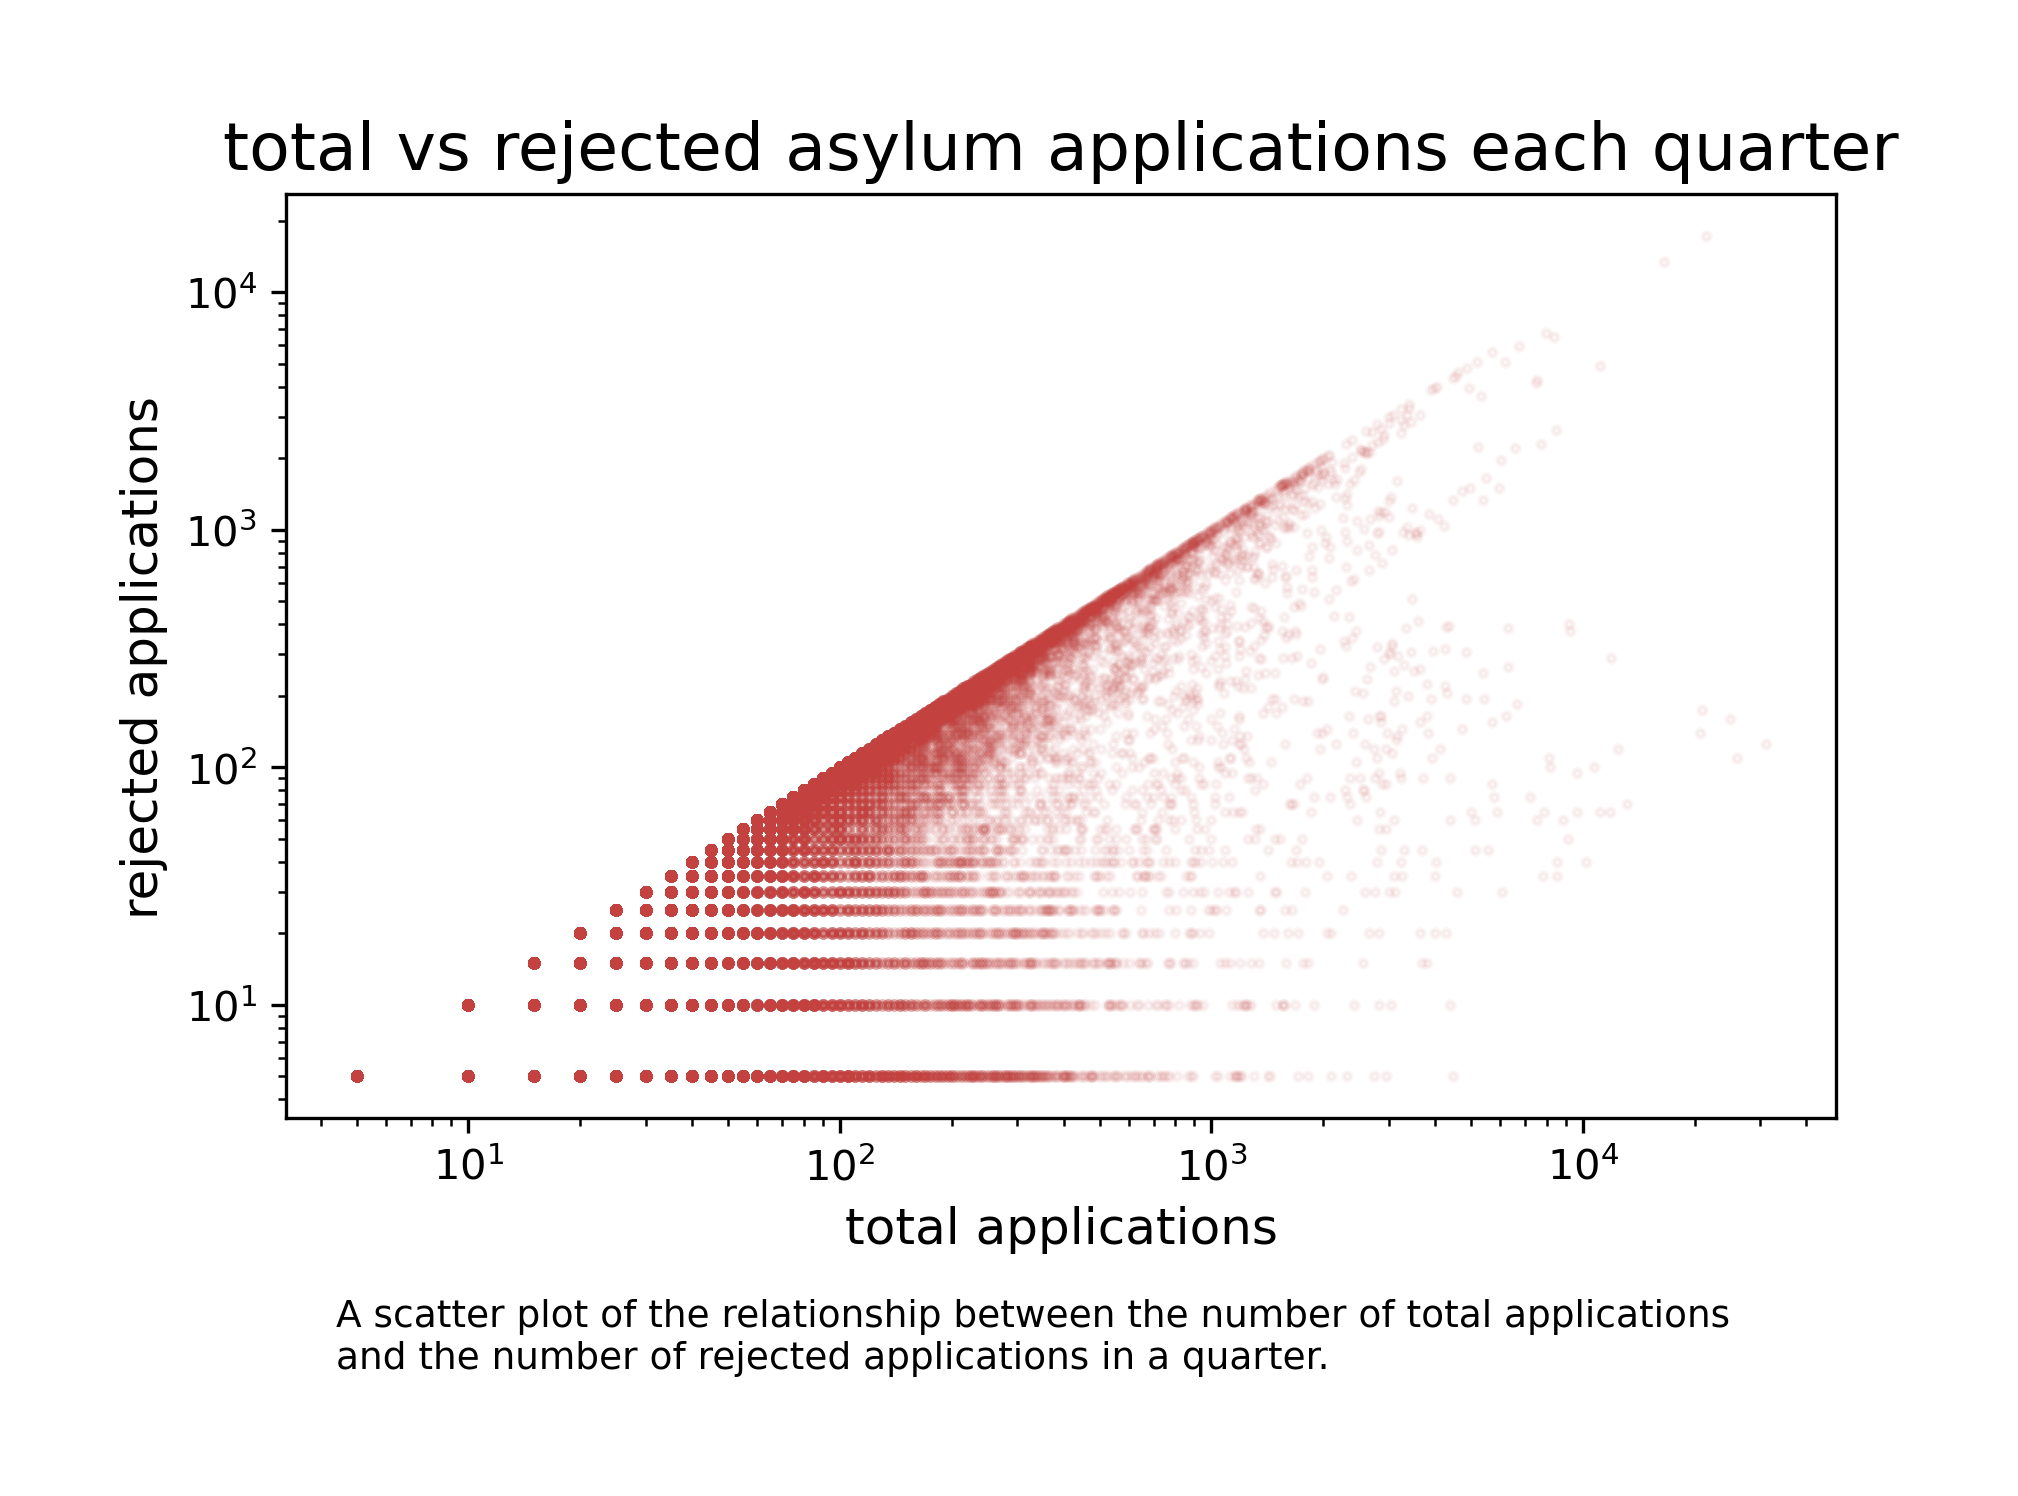 total vs rejected asylum applications each quarter
10⁴
10³
10²
10¹
rejected applications
10¹ 10² 10³ 10⁴
total applications
A scatter plot of the relationship between the number of total applications
and the number of rejected applications in a quarter.